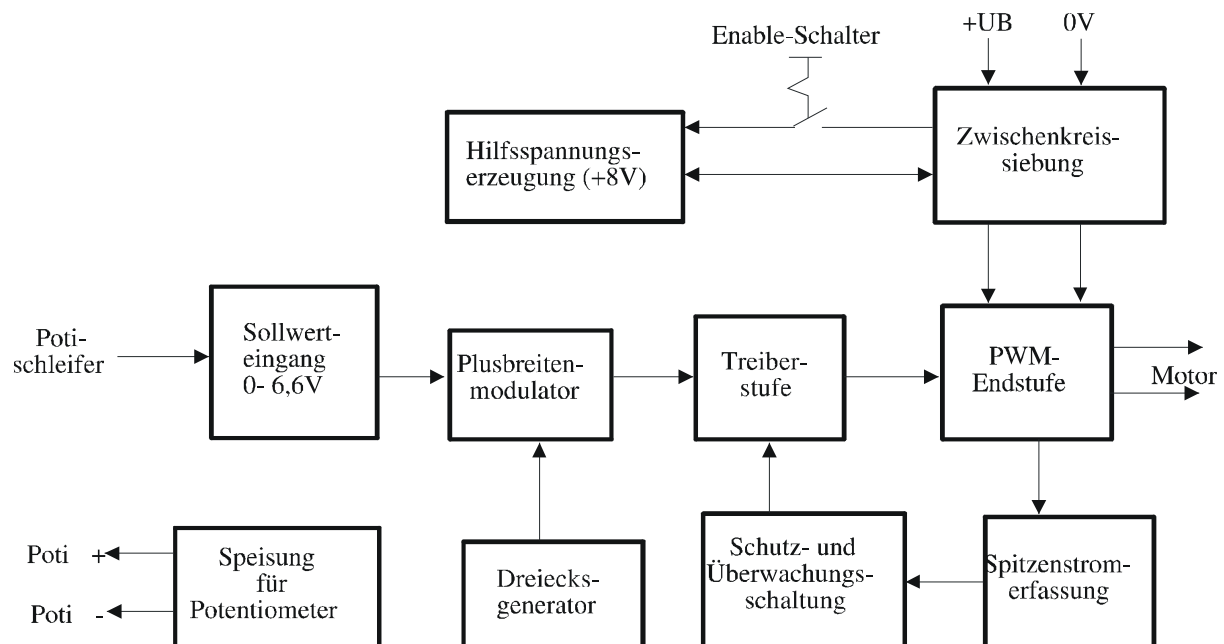 Enable-Schalter
+UB
0V
Hilfsspannungs-
erzeugung (+8V)
Zwischenkreis-
siebung
Poti-
schleifer
Sollwert-
eingang
0- 6,6V
Plusbreiten-
modulator
Treiber-
stufe
PWM-
Endstufe
Motor
Poti +
Poti -
Speisung
für
Potentiometer
Dreiecks-
generator
Schutz- und
Überwachungs-
schaltung
Spitzenstrom-
erfassung